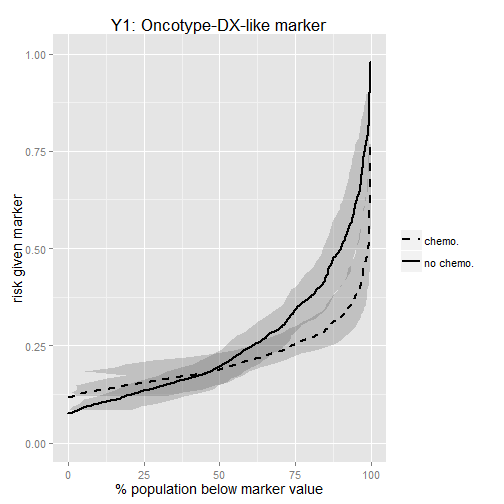 Y1: Oncotype-DX-like marker
1.00
0.75
0.50
0.25
0.00
risk given marker
0
25
50
75
100
% population below marker value
chemo.
no chemo.